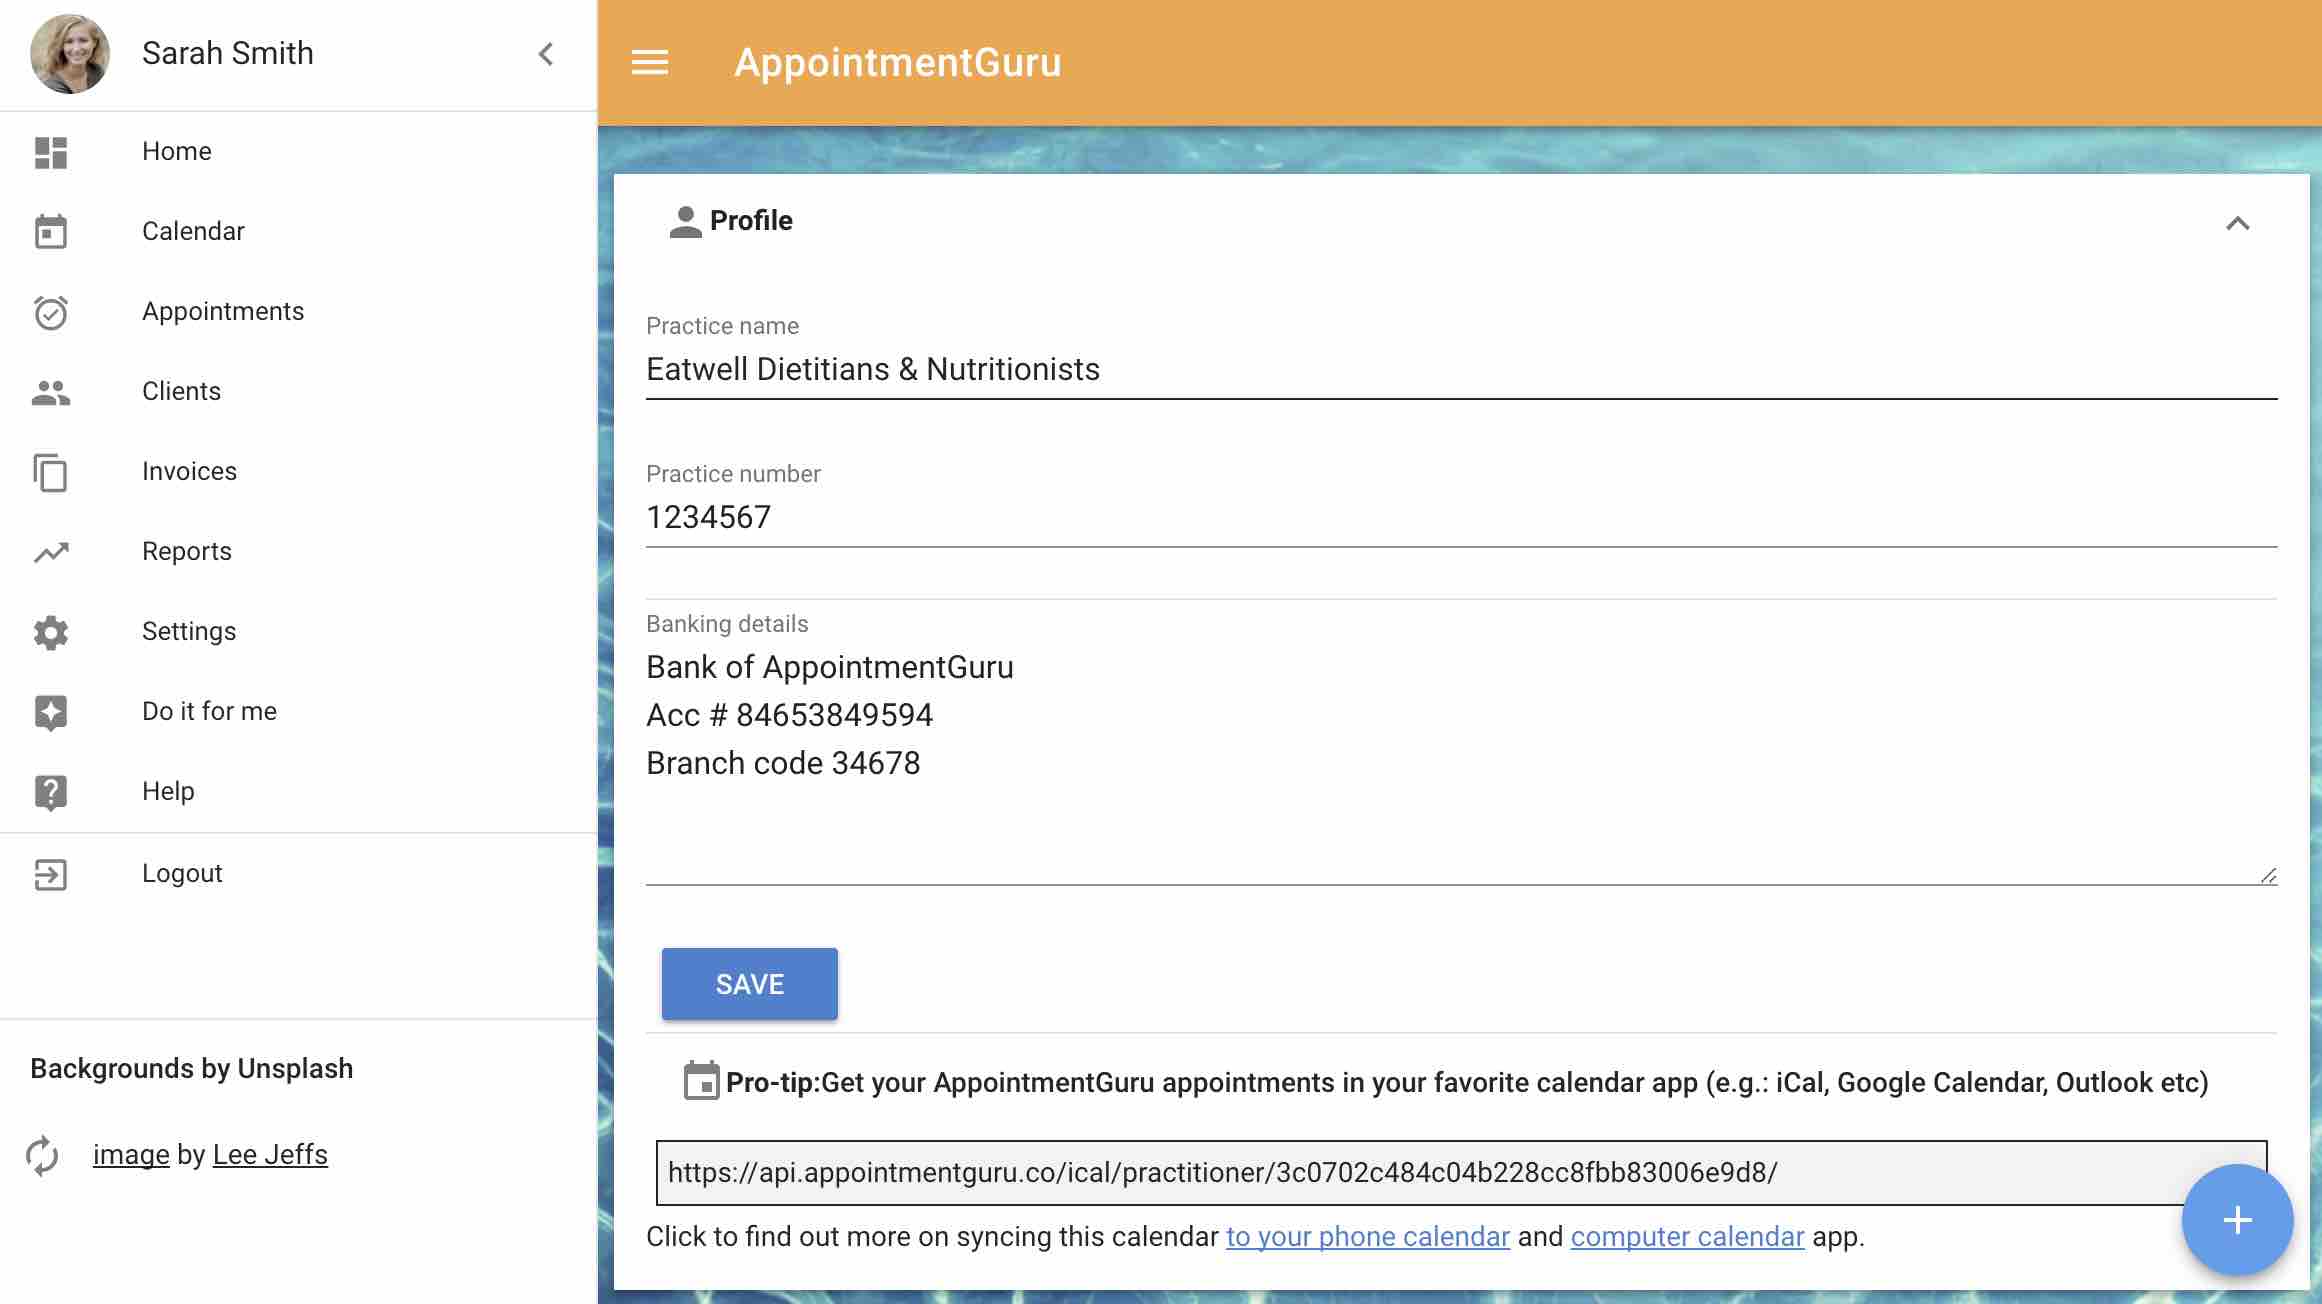 Sarah Smith
Home
Calendar
Appointments
Clients
Invoices
Reports
Settings
Do it for me
Help
Logout
Backgrounds by Unsplash
image by Lee Jeffs
AppointmentGuru
Profile
Practice name
Eatwell Dietitians & Nutritionists
Practice number
1234567
Banking details
Bank of AppointmentGuru
Acc # 84653849594
Branch code 34678
SAVE
Pro-tip:Get your AppointmentGuru appointments in your favorite calendar app (e.g.: iCal, Google Calendar, Outlook etc)
https://api.appointmentguru.co/ical/practitioner/3c0702c484c04b228cc8fbb83006e9d8/
Click to find out more on syncing this calendar to your phone calendar and computer calendar app.